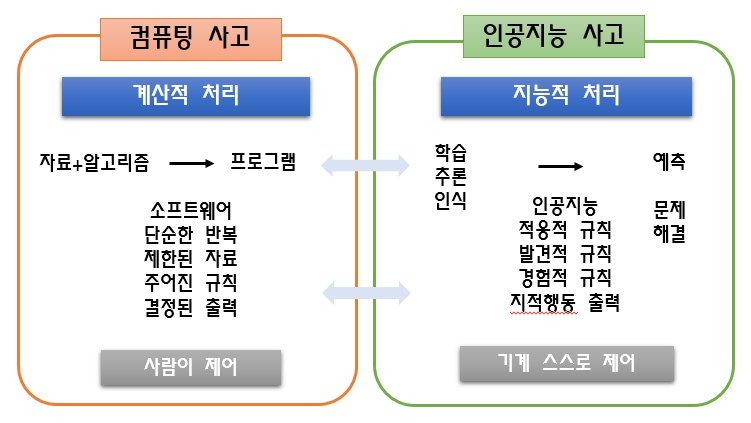 컴퓨팅 사고
계산적 처리
자료+알고리즘
프로그램
소프트웨어
단순한 반복
제한된 자료
주어진 규칙
결정된 출력
사람이 제어
인공지능 사고
지능적 처리
학습
추론
인식
예측
문제
해결
인공지능
적응적 규칙
발견적 규칙
경험적 규칙
지적행동 출력
기계 스스로 제어